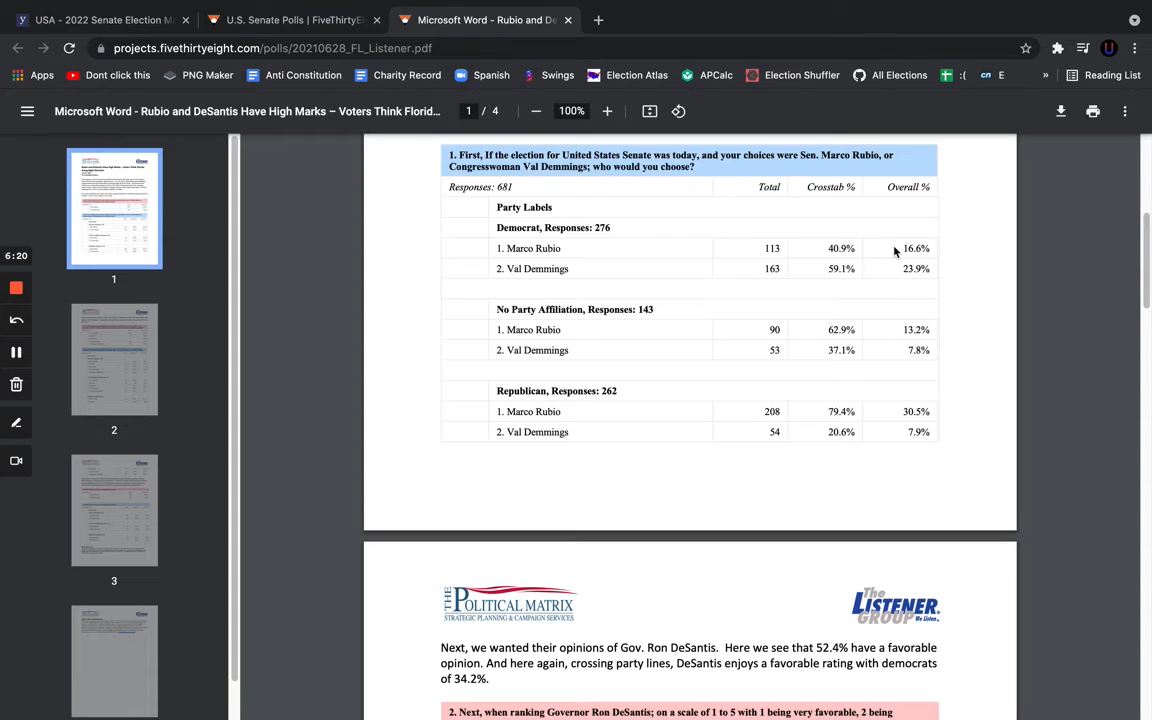 USA - 2022 Senate Election M
U.S. Senate Polls | FiveThirtyEi
Microsoft Word - Rubio and De
projects.fivethirtyeight.com/polls/20210628_FL_Listener.pdf
Apps
Dont click this
PNG Maker
Anti Constitution
Charity Record
Spanish
Swings
Election Atlas
APCalc
Election Shuffler
All Elections
:(
cn E
»
Reading List
Microsoft Word - Rubio and DeSantis Have High Marks – Voters Think Florid...
1 / 4
100%
6:20
1
2
3
1. First, If the election for United States Senate was today, and your choices were Sen. Marco Rubio, or
Congresswoman Val Demmings; who would you choose?
Responses: 681 Total Crosstab % Overall %
Party Labels
Democrat, Responses: 276
1. Marco Rubio 113 40.9% 16.6%
2. Val Demmings 163 59.1% 23.9%
No Party Affiliation, Responses: 143
1. Marco Rubio 90 62.9% 13.2%
2. Val Demmings 53 37.1% 7.8%
Republican, Responses: 262
1. Marco Rubio 208 79.4% 30.5%
2. Val Demmings 54 20.6% 7.9%
THE POLITICAL MATRIX
STRATEGIC PLANNING & CAMPAIGN SERVICES
The
LISTENER
GROUP We Listen.
Next, we wanted their opinions of Gov. Ron DeSantis. Here we see that 52.4% have a favorable
opinion. And here again, crossing party lines, DeSantis enjoys a favorable rating with democrats
of 34.2%.
2. Next, when ranking Governor Ron DeSantis; on a scale of 1 to 5 with 1 being very favorable, 2 being